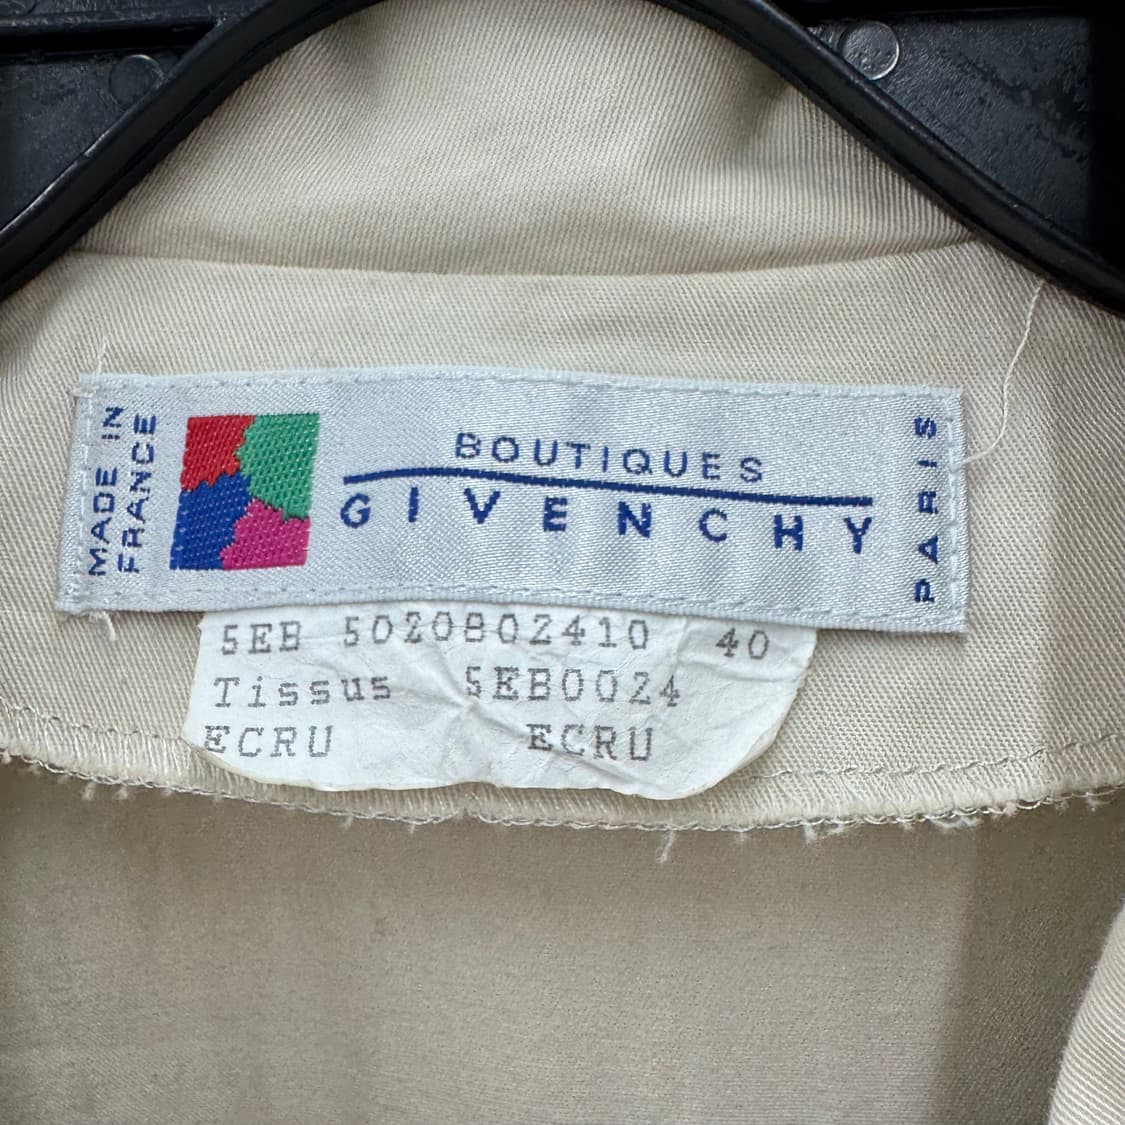 MADE IN
FRANCE
BOUTIQUES
GIVENCHY
PARIS
5EB 5020802410 40
Tissus 5EB0024
ECRU ECRU